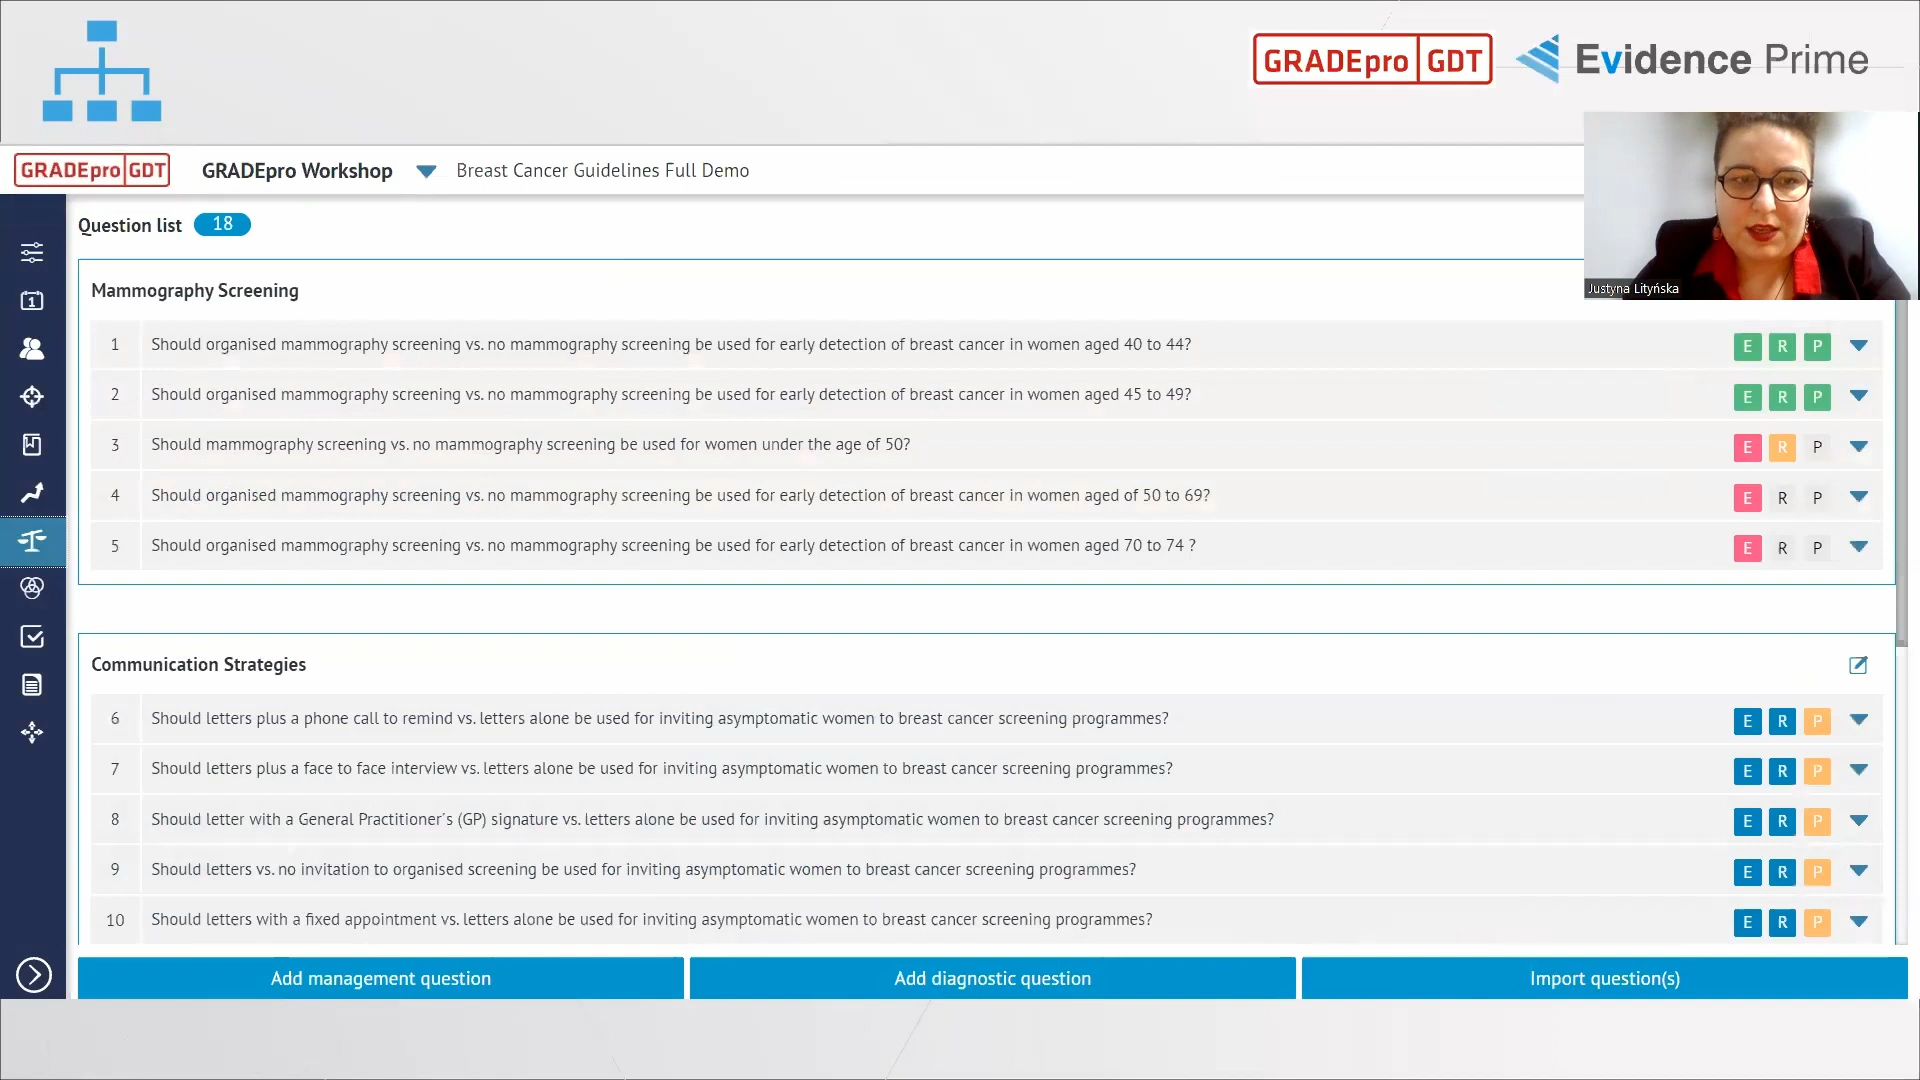 GRADEpro GDT
Evidence Prime
GRADEpro GDT GRADEpro Workshop Breast Cancer Guidelines Full Demo
Question list 18
Justyna Lityńska
Mammography Screening
1 Should organised mammography screening vs. no mammography screening be used for early detection of breast cancer in women aged 40 to 44? E R P
2 Should organised mammography screening vs. no mammography screening be used for early detection of breast cancer in women aged 45 to 49? E R P
3 Should mammography screening vs. no mammography screening be used for women under the age of 50? E R P
4 Should organised mammography screening vs. no mammography screening be used for early detection of breast cancer in women aged of 50 to 69? E R P
5 Should organised mammography screening vs. no mammography screening be used for early detection of breast cancer in women aged 70 to 74 ? E R P
Communication Strategies
6 Should letters plus a phone call to remind vs. letters alone be used for inviting asymptomatic women to breast cancer screening programmes? E R P
7 Should letters plus a face to face interview vs. letters alone be used for inviting asymptomatic women to breast cancer screening programmes? E R P
8 Should letter with a General Practitioner's (GP) signature vs. letters alone be used for inviting asymptomatic women to breast cancer screening programmes? E R P
9 Should letters vs. no invitation to organised screening be used for inviting asymptomatic women to breast cancer screening programmes? E R P
10 Should letters with a fixed appointment vs. letters alone be used for inviting asymptomatic women to breast cancer screening programmes? E R P
Add management question Add diagnostic question Import question(s)